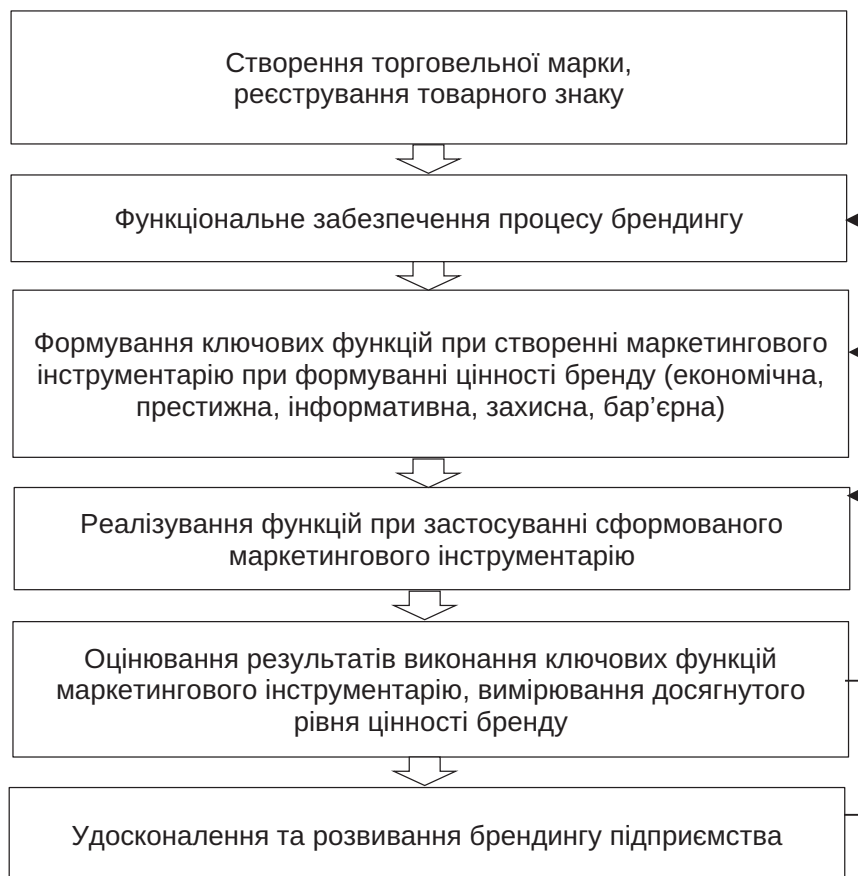 Створення торговельної марки,
реєстрування товарного знаку
Функціональне забезпечення процесу брендингу
Формування ключових функцій при створенні маркетингового
інструментарію при формуванні цінності бренду (економічна,
престижна, інформативна, захисна, бар’єрна)
Реалізування функцій при застосуванні сформованого
маркетингового інструментарію
Оцінювання результатів виконання ключових функцій
маркетингового інструментарію, вимірювання досягнутого
рівня цінності бренду
Удосконалення та розвивання брендингу підприємства